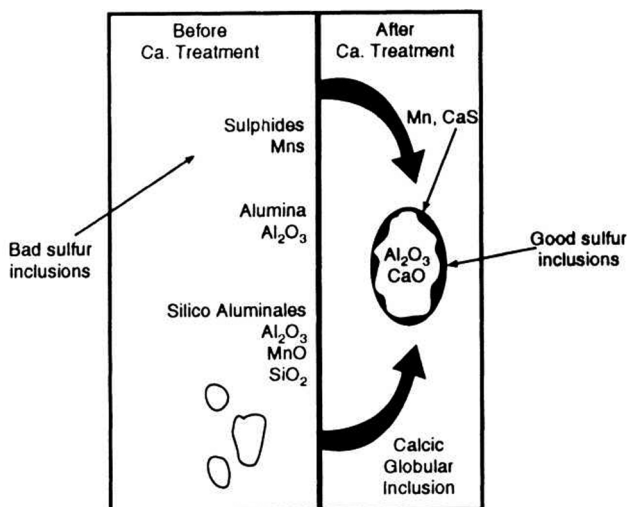 Before
Ca. Treatment
After
Ca. Treatment
Sulphides
Mns
Mn, CaS
Alumina
Al₂O₃
Bad sulfur
inclusions
Al₂O₃
CaO
Good sulfur
inclusions
Silico Aluminales
Al₂O₃
MnO
SiO₂
Calcic
Globular
Inclusion